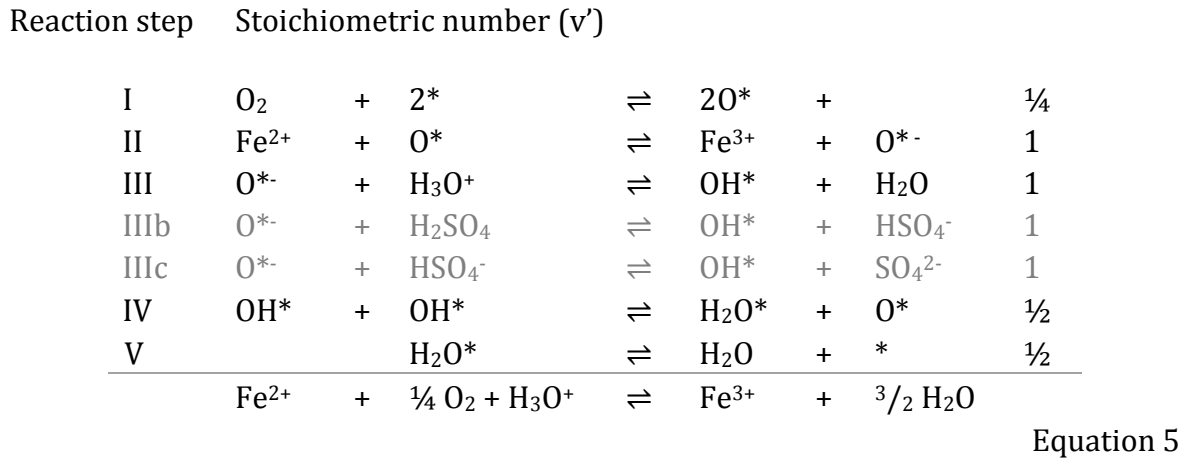 Reaction step Stoichiometric number (v’)
I O₂ + 2* ⇌ 2O* + ¼
II Fe²⁺ + O* ⇌ Fe³⁺ + O*⁻ 1
III O*⁻ + H₃O⁺ ⇌ OH* + H₂O 1
IIIb O*⁻ + H₂SO₄ ⇌ OH* + HSO₄⁻ 1
IIIc O*⁻ + HSO₄⁻ ⇌ OH* + SO₄²⁻ 1
IV OH* + OH* ⇌ H₂O* + O* ½
V H₂O* ⇌ H₂O + * ½
Fe²⁺ + ¼ O₂ + H₃O⁺ ⇌ Fe³⁺ + ³/₂ H₂O
Equation 5